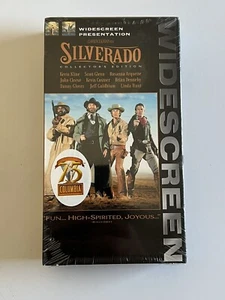 WIDESCREEN
PRESENTATION
SILVERADO
COLLECTOR'S EDITION
Kevin Kline Scott Glenn Rosanna Arquette
John Cleese Kevin Costner Brian Dennehy
Danny Glover Jeff Goldblum Linda Hunt
WIDESCREEN
75
COLUMBIA
"FUN... HIGH-SPIRITED, JOYOUS..."